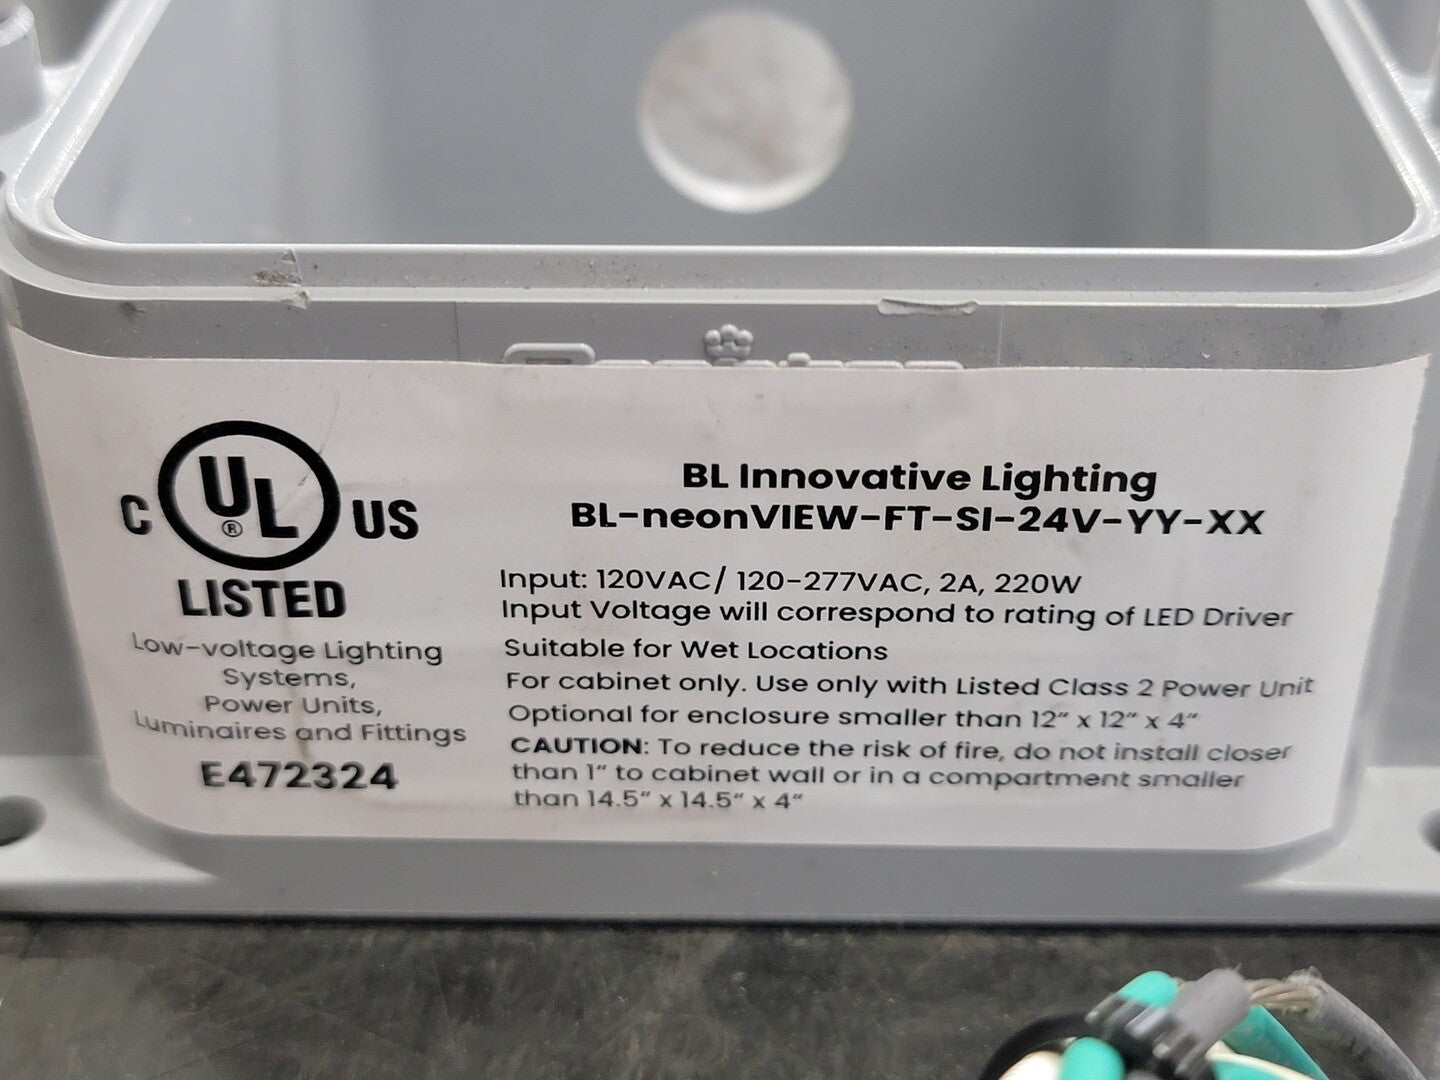 C UL ® US
LISTED
Low-voltage Lighting
Systems,
Power Units,
Luminaires and Fittings
E472324
BL Innovative Lighting
BL-neonVIEW-FT-SI-24V-YY-XX
Input: 120VAC/ 120-277VAC, 2A, 220W
Input Voltage will correspond to rating of LED Driver
Suitable for Wet Locations
For cabinet only. Use only with Listed Class 2 Power Unit
Optional for enclosure smaller than 12" x 12" x 4"
CAUTION: To reduce the risk of fire, do not install closer
than 1" to cabinet wall or in a compartment smaller
than 14.5" x 14.5" x 4"